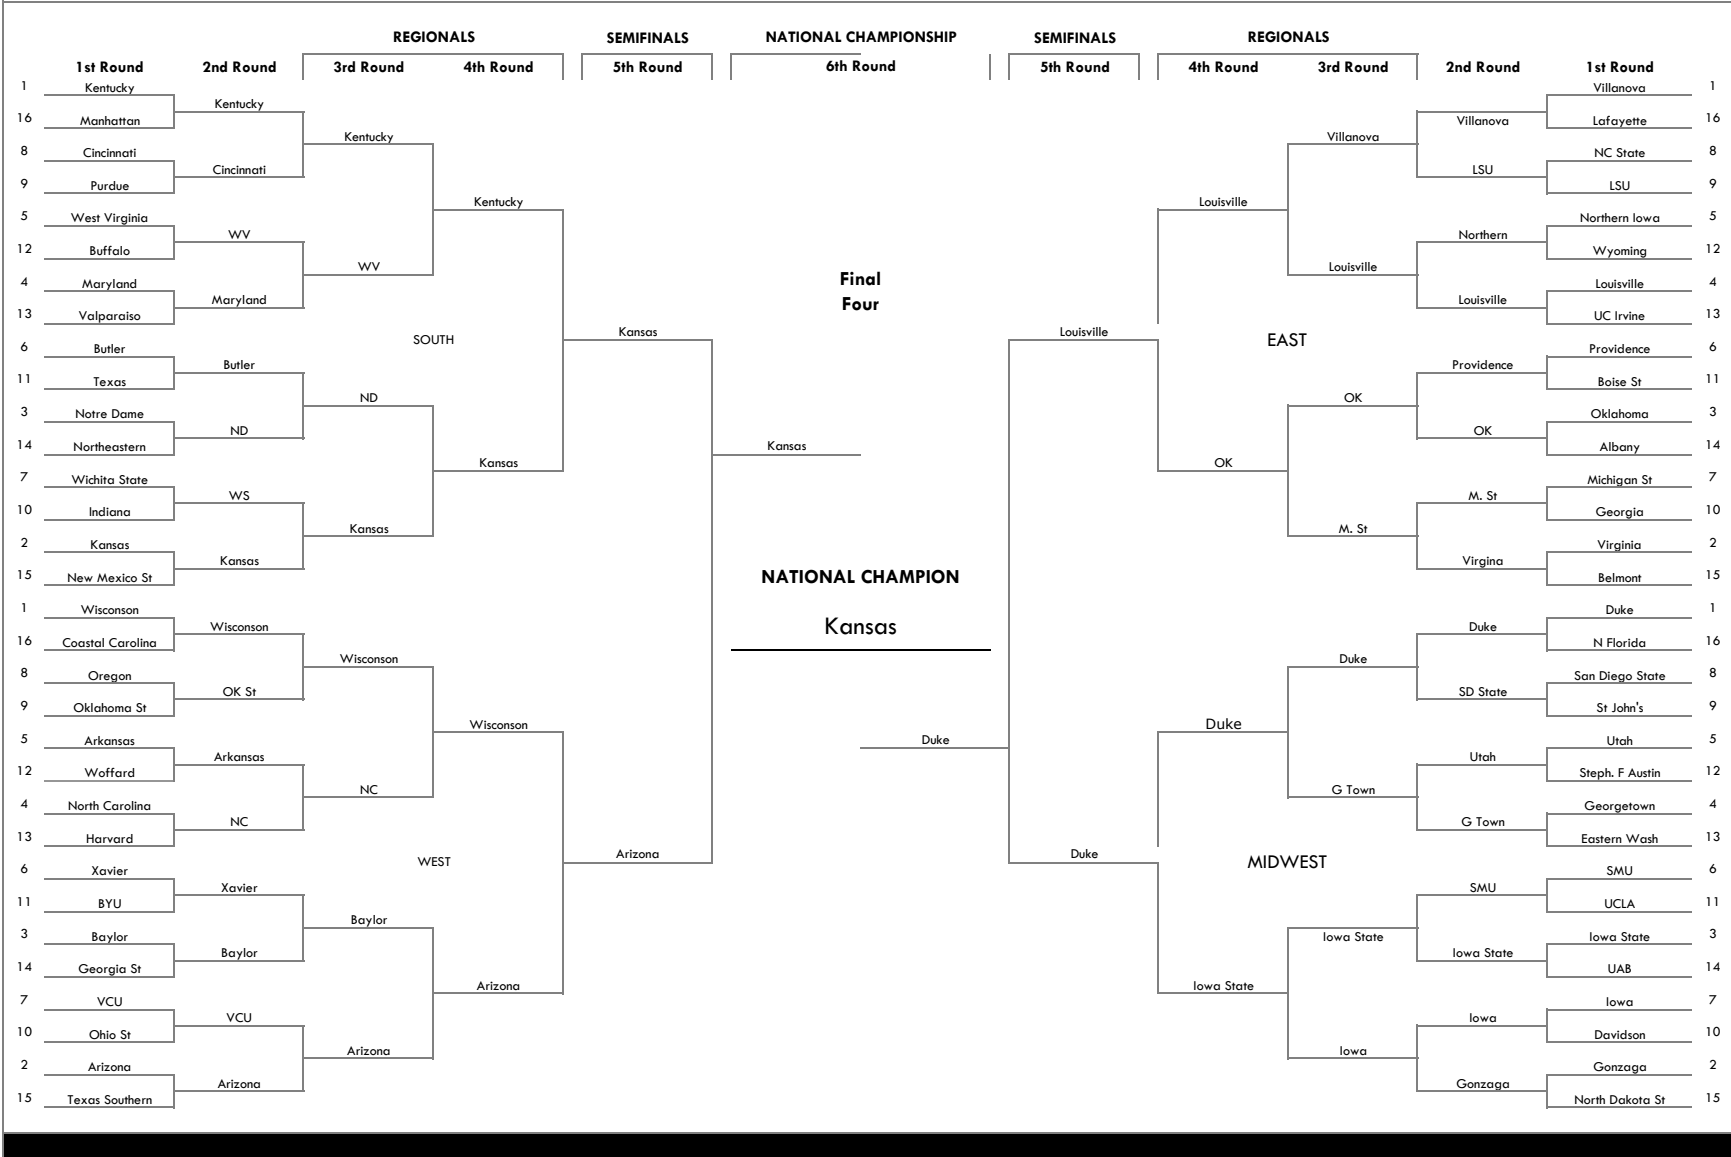 REGIONALS SEMIFINALS NATIONAL CHAMPIONSHIP SEMIFINALS REGIONALS
1st Round 2nd Round 3rd Round 4th Round 5th Round 6th Round 5th Round 4th Round 3rd Round 2nd Round 1st Round
1 Kentucky Villanova 1
Kentucky
16 Manhattan Villanova Lafayette 16
Kentucky Villanova
8 Cincinnati NC State 8
Cincinnati LSU
9 Purdue LSU 9
Kentucky Louisville
5 West Virginia Northern Iowa 5
WV Northern
12 Buffalo Wyoming 12
WV Louisville
Final
4 Maryland Louisville 4
Maryland Louisville
Four
13 Valparaiso UC Irvine 13
Kansas Louisville
SOUTH EAST
6 Butler Providence 6
Butler Providence
11 Texas Boise St 11
ND OK
3 Notre Dame Oklahoma 3
ND OK
14 Northeastern Kansas Albany 14
Kansas OK
7 Wichita State Michigan St 7
WS M. St
10 Indiana Georgia 10
Kansas M. St
2 Kansas Virginia 2
Kansas Virgina
15 New Mexico St NATIONAL CHAMPION Belmont 15
1 Wisconson Duke 1
Wisconson Kansas Duke
16 Coastal Carolina N Florida 16
Wisconson Duke
8 Oregon San Diego State 8
OK St SD State
9 Oklahoma St St John's 9
Wisconson Duke
5 Arkansas Duke Utah 5
Arkansas Utah
12 Woffard Steph. F Austin 12
NC G Town
4 North Carolina Georgetown 4
NC G Town
13 Harvard Eastern Wash 13
Arizona Duke
WEST MIDWEST
6 Xavier SMU 6
Xavier SMU
11 BYU UCLA 11
Baylor
3 Baylor Iowa State Iowa State 3
Baylor Iowa State
14 Georgia St UAB 14
Arizona Iowa State
7 VCU Iowa 7
VCU Iowa
10 Ohio St Davidson 10
Arizona Iowa
2 Arizona Gonzaga 2
Arizona Gonzaga
15 Texas Southern North Dakota St 15